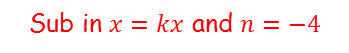 Sub in x = kx and n = −4